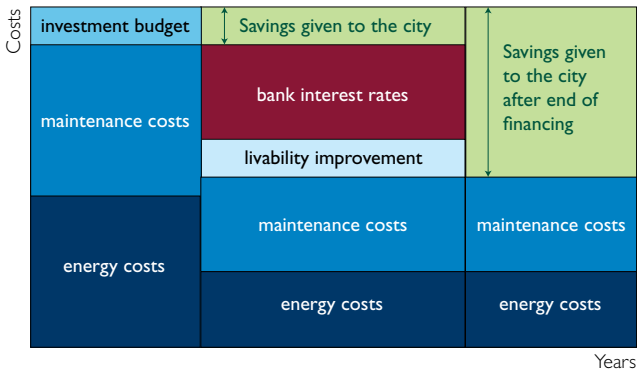 Costs
investment budget
maintenance costs
energy costs
Savings given to the city
bank interest rates
livability improvement
maintenance costs
energy costs
Savings given
to the city
after end of
financing
maintenance costs
energy costs
Years